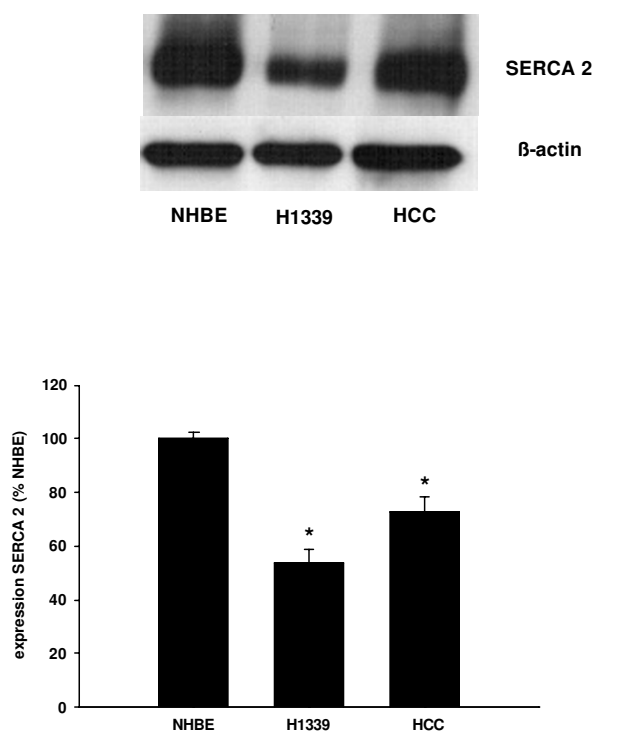 SERCA 2
ß-actin
NHBE H1339 HCC
expression SERCA 2 (% NHBE)
120
100
80
60
40
20
0
*
*
NHBE H1339 HCC